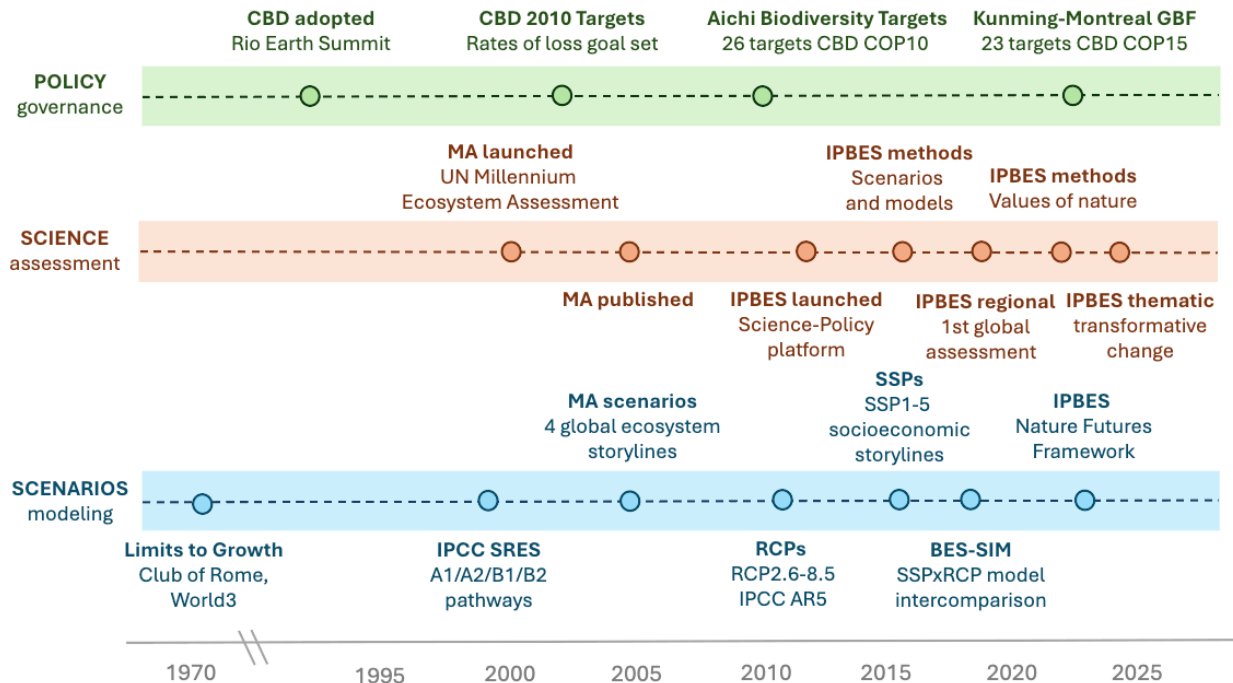 CBD adopted
Rio Earth Summit
CBD 2010 Targets
Rates of loss goal set
Aichi Biodiversity Targets
26 targets CBD COP10
Kunming-Montreal GBF
23 targets CBD COP15
POLICY
governance
MA launched
UN Millennium
Ecosystem Assessment
IPBES methods
Scenarios
and models
IPBES methods
Values of nature
SCIENCE
assessment
MA published
IPBES launched
Science-Policy
platform
IPBES regional
1st global
assessment
IPBES thematic
transformative
change
MA scenarios
4 global ecosystem
storylines
SSPs
SSP1-5
socioeconomic
storylines
IPBES
Nature Futures
Framework
SCENARIOS
modeling
Limits to Growth
Club of Rome,
World3
IPCC SRES
A1/A2/B1/B2
pathways
RCPs
RCP2.6-8.5
IPCC AR5
BES-SIM
SSPxRCP model
intercomparison
1970
1995
2000
2005
2010
2015
2020
2025